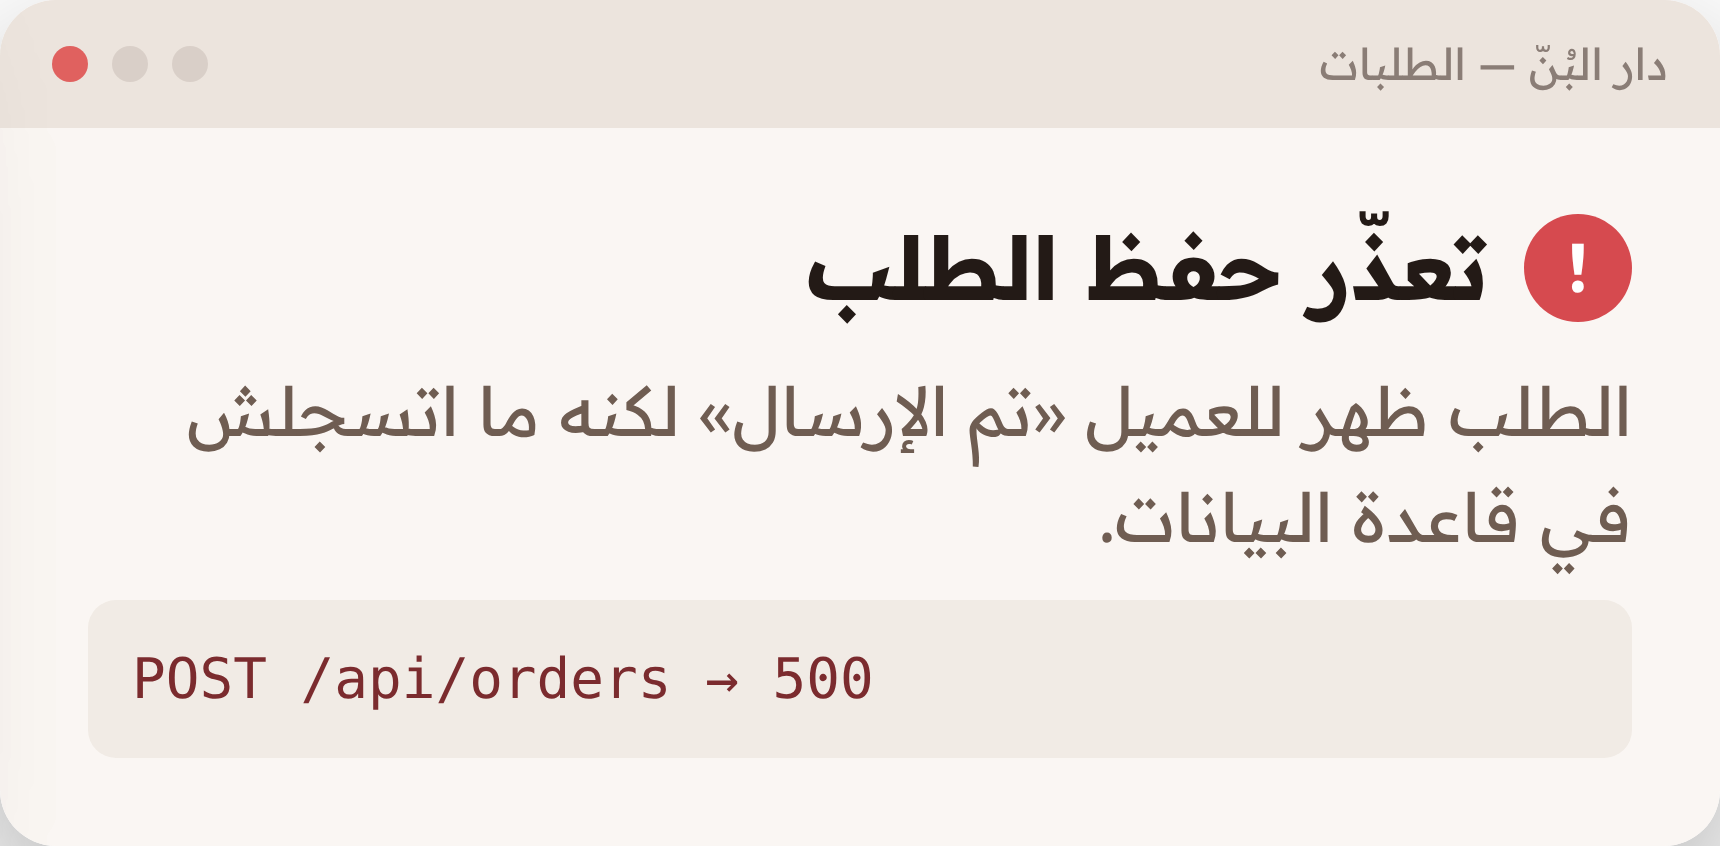 دار البُنّ — الطلبات
!
تعذّر حفظ الطلب
الطلب ظهر للعميل «تم الإرسال» لكنه ما اتسجلش
في قاعدة البيانات.
POST /api/orders → 500